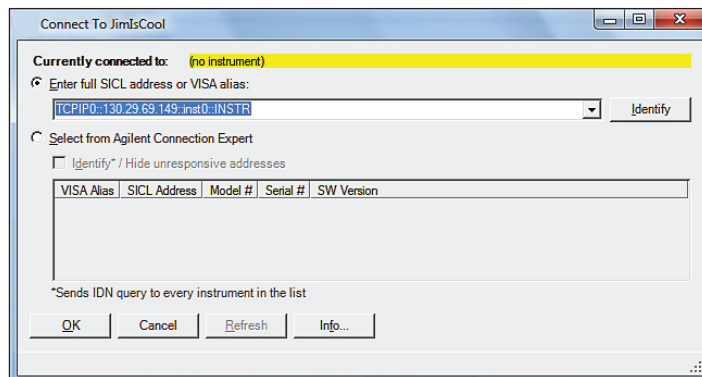 Connect To JimIsCool
Currently connected to: (no instrument)
Enter full SICL address or VISA alias:
TCPIP0::130.29.69.149::inst0::INSTR Identify
Select from Agilent Connection Expert
Identify* / Hide unresponsive addresses
VISA Alias SICL Address Model # Serial # SW Version
*Sends IDN query to every instrument in the list
OK Cancel Refresh Info...